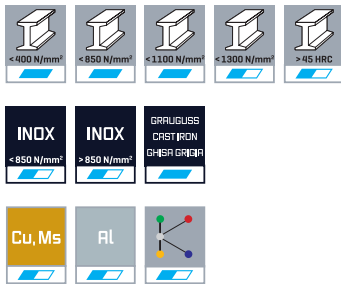 <400 N/mm² <850 N/mm² <1100 N/mm² <1300 N/mm² >45 HRC
INOX INOX GRAUGUSS
CAST IRON
GHISA GRIGIA
<850 N/mm² >850 N/mm²
Cu,Ms Al